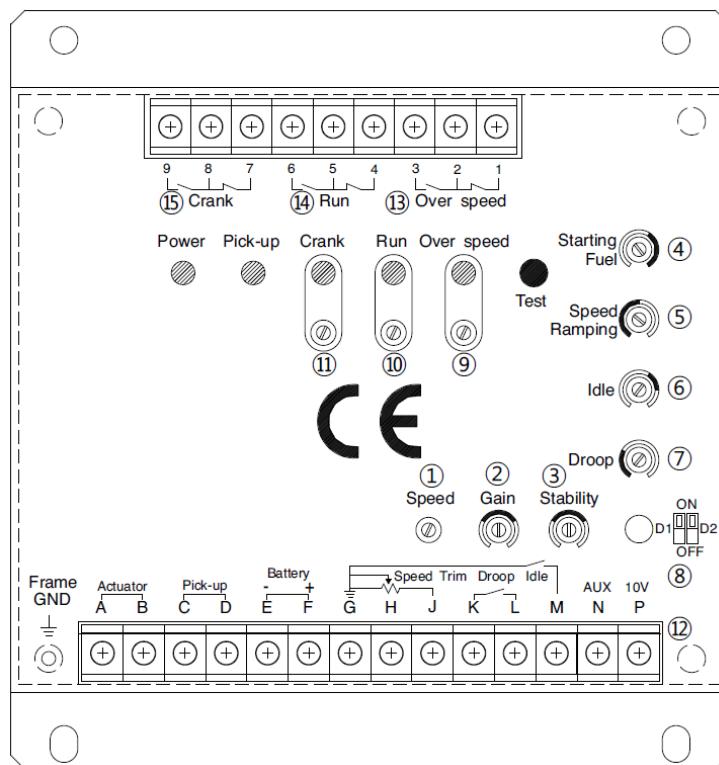 9 8 7 6 5 4 3 2 1
⑮ Crank ⑭ Run ⑬ Over speed
Power Pick-up Crank Run Over speed
Starting
Fuel ④
Test
Speed
Ramping ⑤
⑪ ⑩ ⑨
CE
Idle ⑥
Droop ⑦
① ② ③
Speed Gain Stability
ON
D1 D2
OFF
⑧
Frame
GND
Actuator Pick-up Battery Speed Trim Droop Idle AUX 10V
- +
A B C D E F G H J K L M N P
⑫